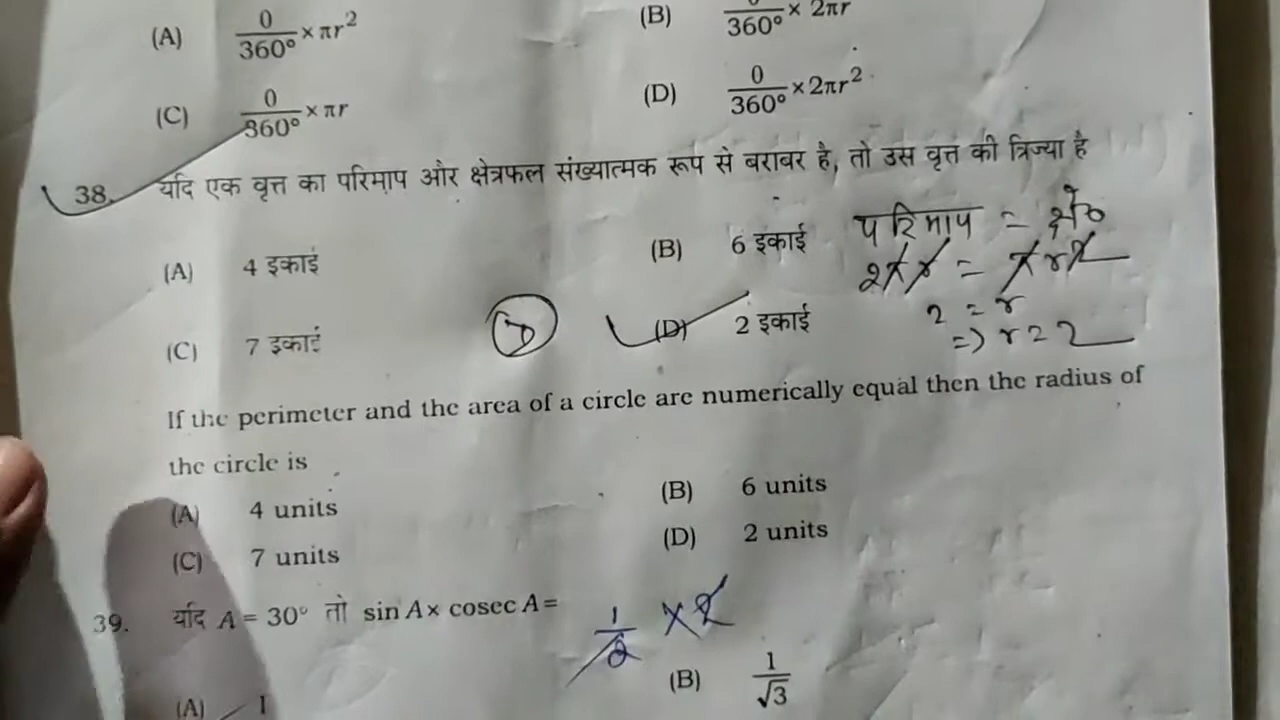 (A) 0/360° × πr² (B) 0/360° × 2πr
(C) 0/360° × πr (D) 0/360° × 2πr²
38. यदि एक वृत्त का परिमाप और क्षेत्रफल संख्यात्मक रूप से बराबर है, तो उस वृत्त की त्रिज्या है
(A) 4 इकाई (B) 6 इकाई
(C) 7 इकाई (D) 2 इकाई
D
परिमाप = क्षे०
2πr = πr²
2 = r
=> r = 2
If the perimeter and the area of a circle are numerically equal then the radius of
the circle is
(A) 4 units (B) 6 units
(C) 7 units (D) 2 units
39. यदि A = 30° तो sin A × cosec A =
1/2 × 2
(A) 1 (B) 1/√3